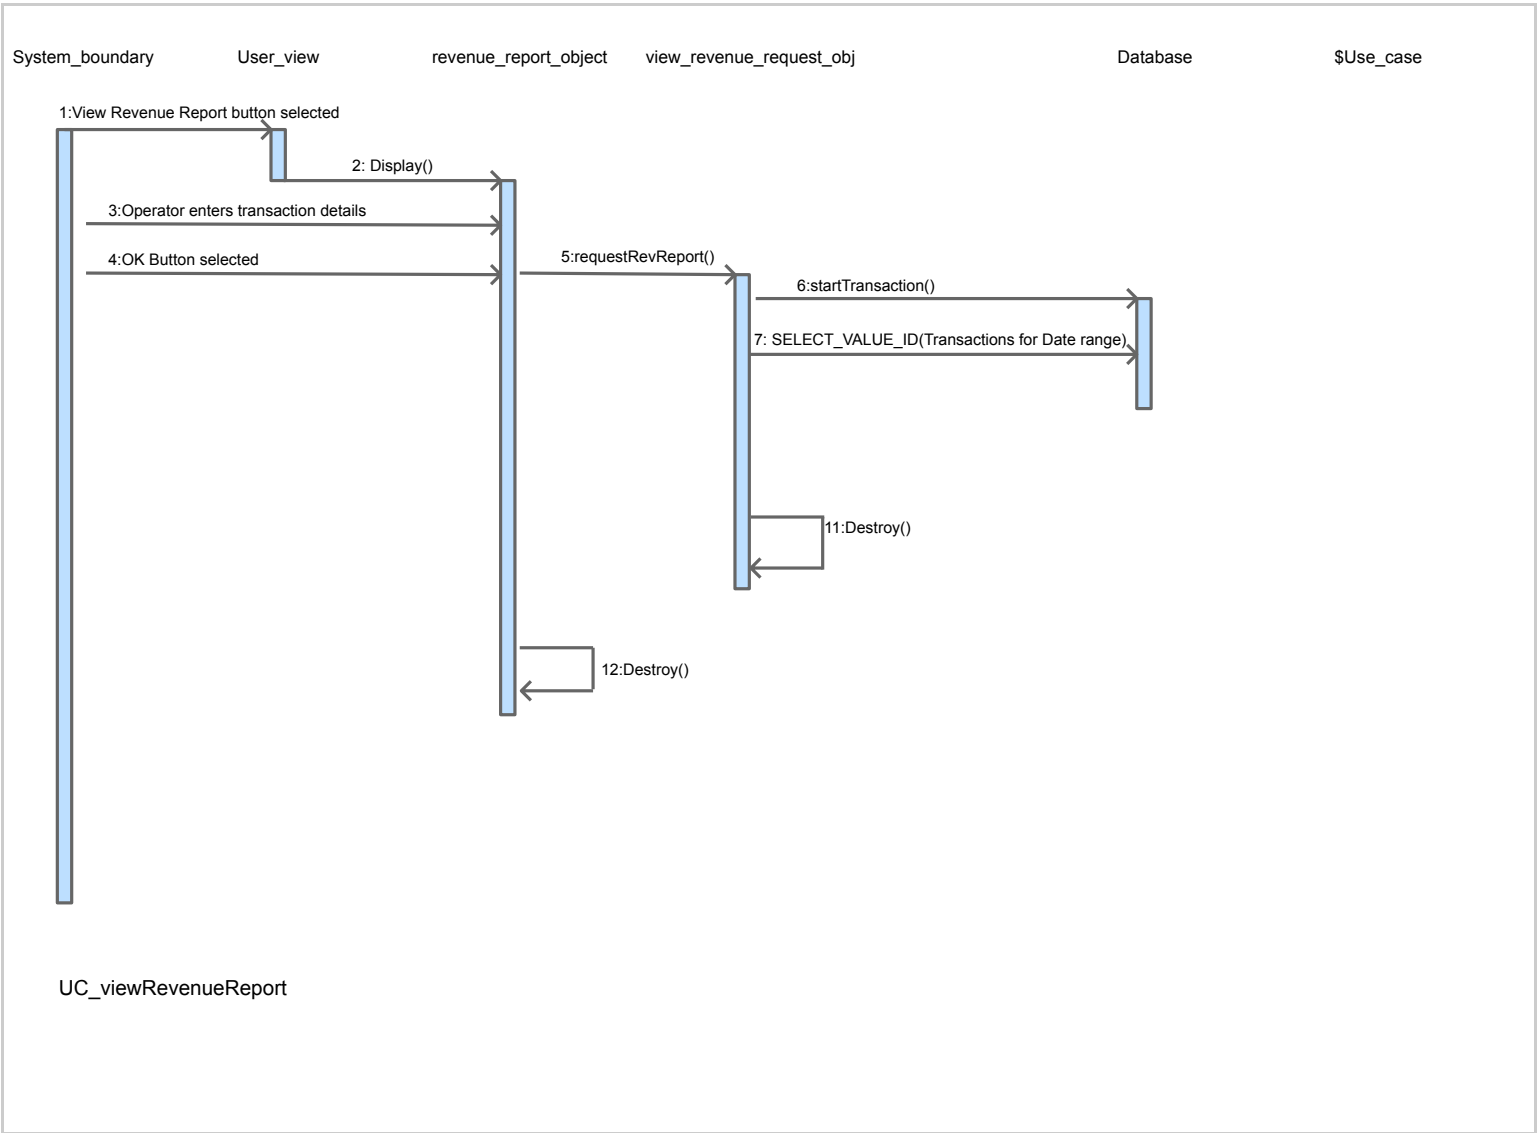 System_boundary User_view revenue_report_object view_revenue_request_obj Database $Use_case
1:View Revenue Report button selected
2: Display()
3:Operator enters transaction details
4:OK Button selected
5:requestRevReport()
6:startTransaction()
7: SELECT_VALUE_ID(Transactions for Date range)
11:Destroy()
12:Destroy()
UC_viewRevenueReport